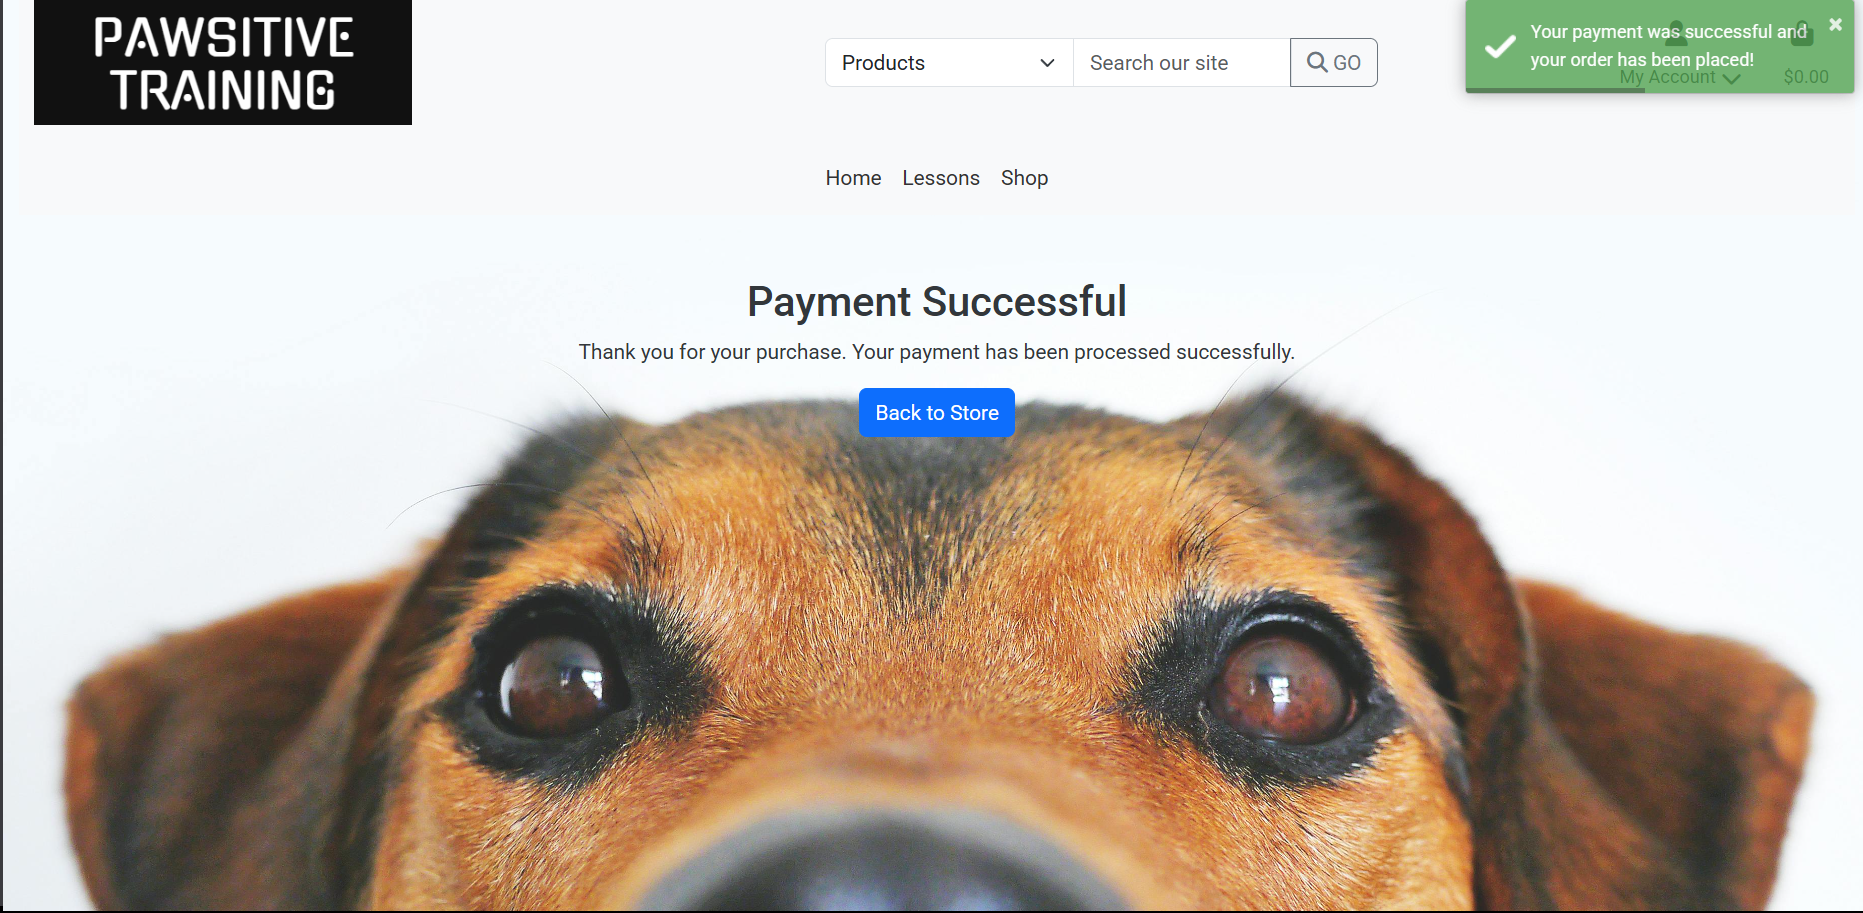 PAWSITIVE
TRAINING
Products
Search our site
GO
Your payment was successful and
your order has been placed!
×
My Account
$0.00
Home Lessons Shop
Payment Successful
Thank you for your purchase. Your payment has been processed successfully.
Back to Store